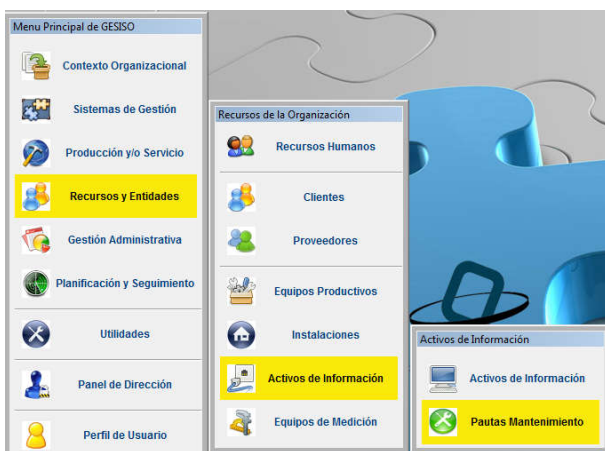 Menu Principal de GESISO
Contexto Organizacional
Sistemas de Gestión
Producción y/o Servicio
Recursos y Entidades
Gestión Administrativa
Planificación y Seguimiento
Utilidades
Panel de Dirección
Perfil de Usuario
Recursos de la Organización
Recursos Humanos
Clientes
Proveedores
Equipos Productivos
Instalaciones
Activos de Información
Equipos de Medición
Activos de Información
Activos de Información
Pautas Mantenimiento